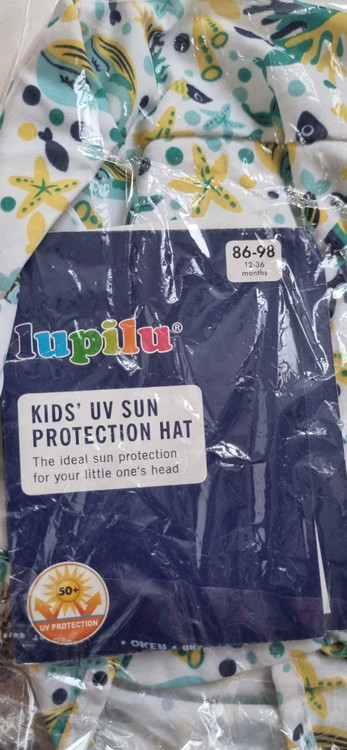 86-98
12-36
months
lupilu®
KIDS' UV SUN
PROTECTION HAT
The ideal sun protection
for your little one's head
50+
UV PROTECTION